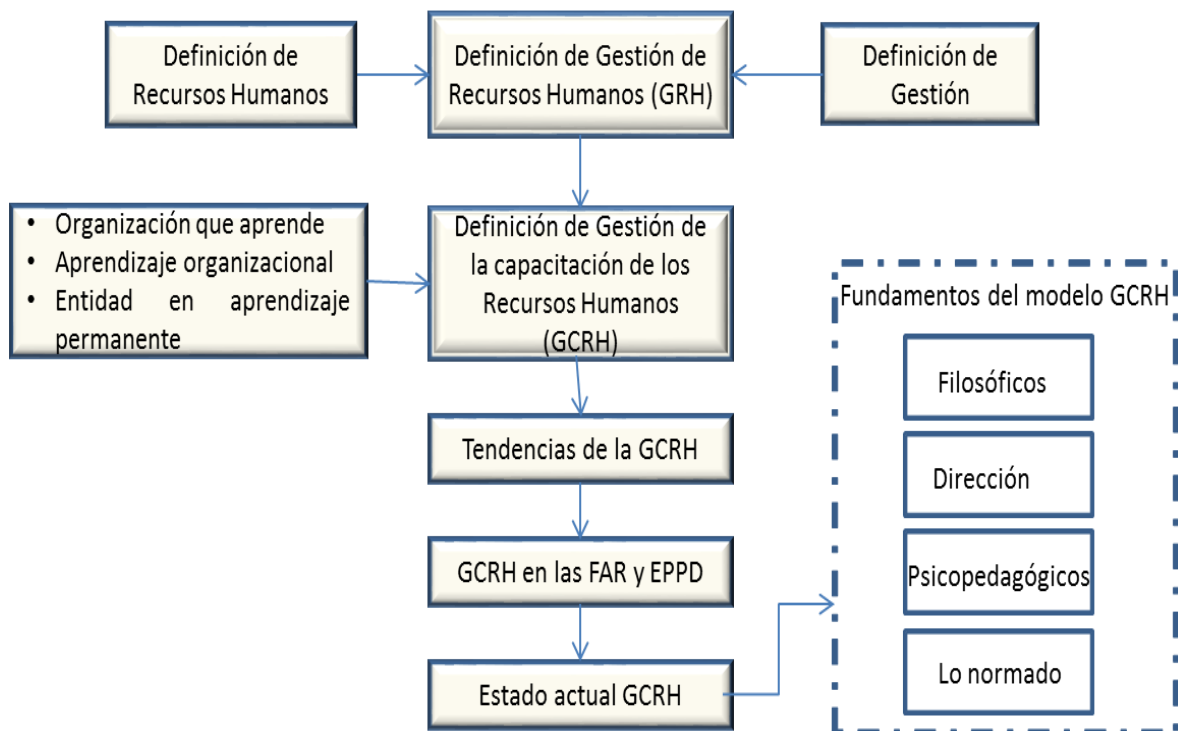 Definición de
Recursos Humanos
Definición de Gestión de
Recursos Humanos (GRH)
Definición de
Gestión
• Organización que aprende
• Aprendizaje organizacional
• Entidad en aprendizaje
permanente
Definición de Gestión de
la capacitación de los
Recursos Humanos
(GCRH)
Tendencias de la GCRH
GCRH en las FAR y EPPD
Estado actual GCRH
Fundamentos del modelo GCRH
Filosóficos
Dirección
Psicopedagógicos
Lo normado